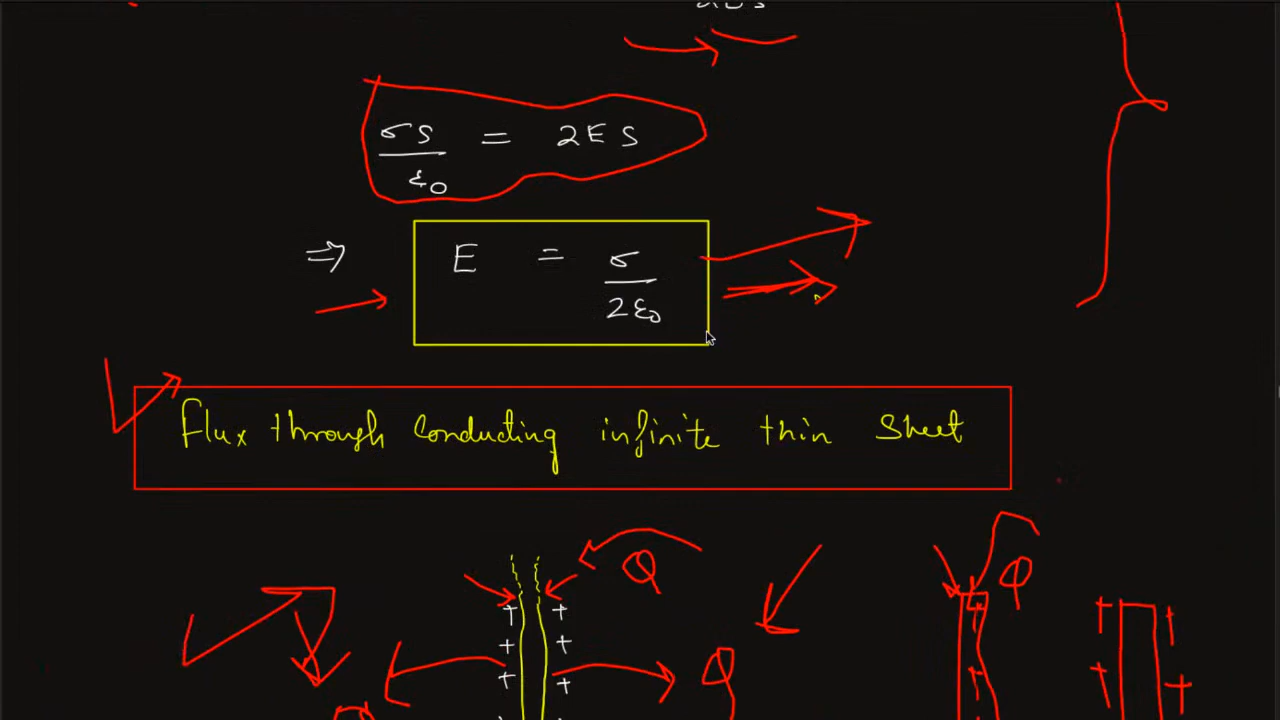 σS/ε0 = 2ES
⇒ E = σ/2ε0
flux through conducting infinite thin Sheet
Q
Q
+ +
+ +
+ +
Q
+ +
+ +